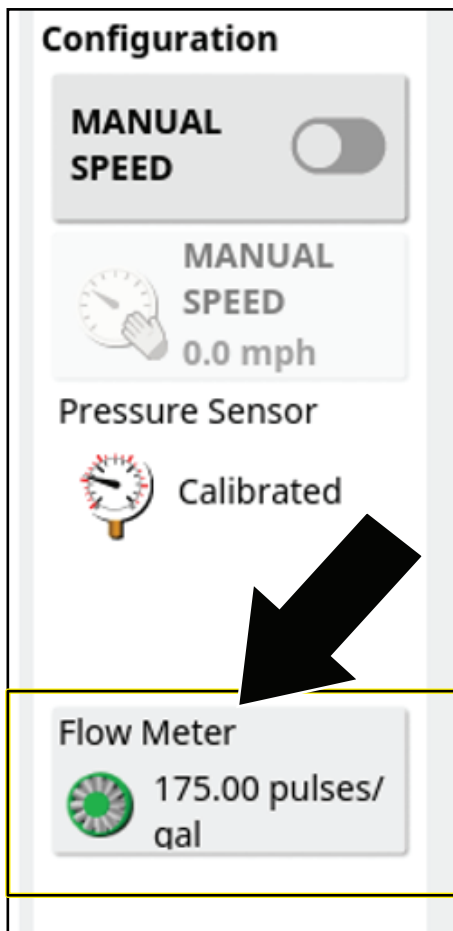 Configuration
MANUAL
SPEED
MANUAL
SPEED
0.0 mph
Pressure Sensor
Calibrated
Flow Meter
175.00 pulses/
gal